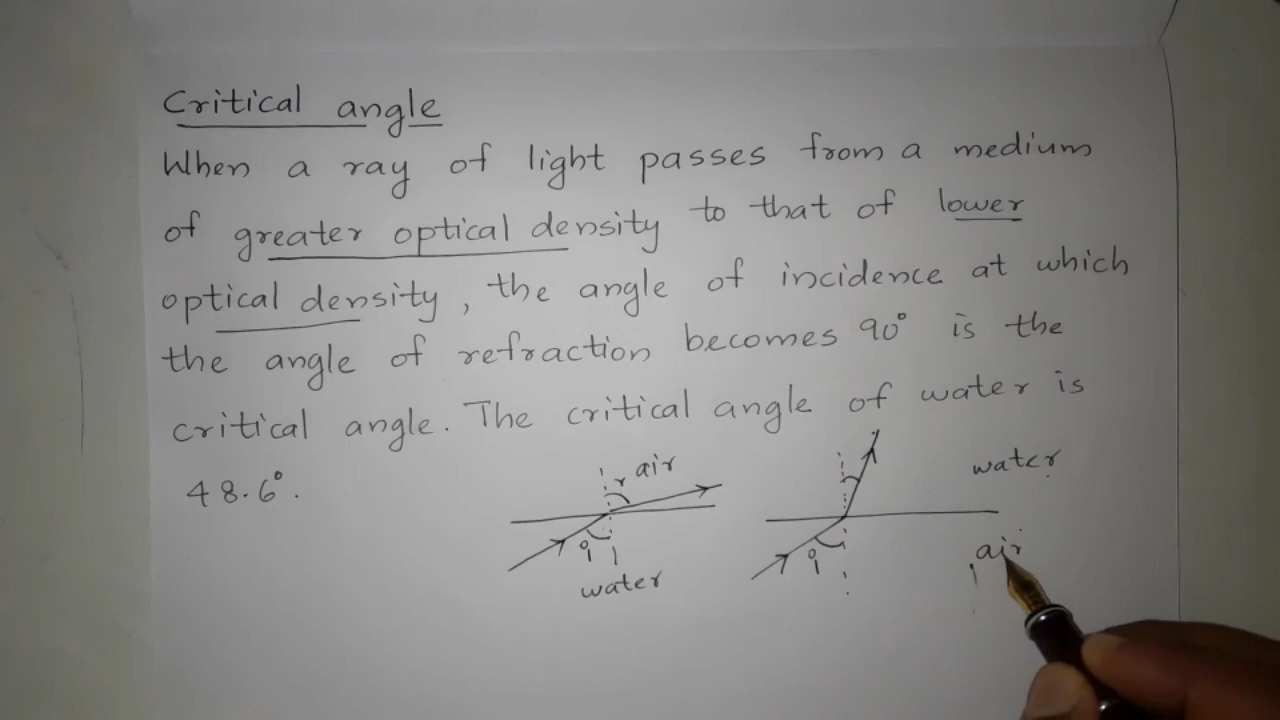 Critical angle
When a ray of light passes from a medium
of greater optical density to that of lower
optical density, the angle of incidence at which
the angle of refraction becomes 90° is the
critical angle. The critical angle of water is
48.6°.
r air
i
water
water
i
air